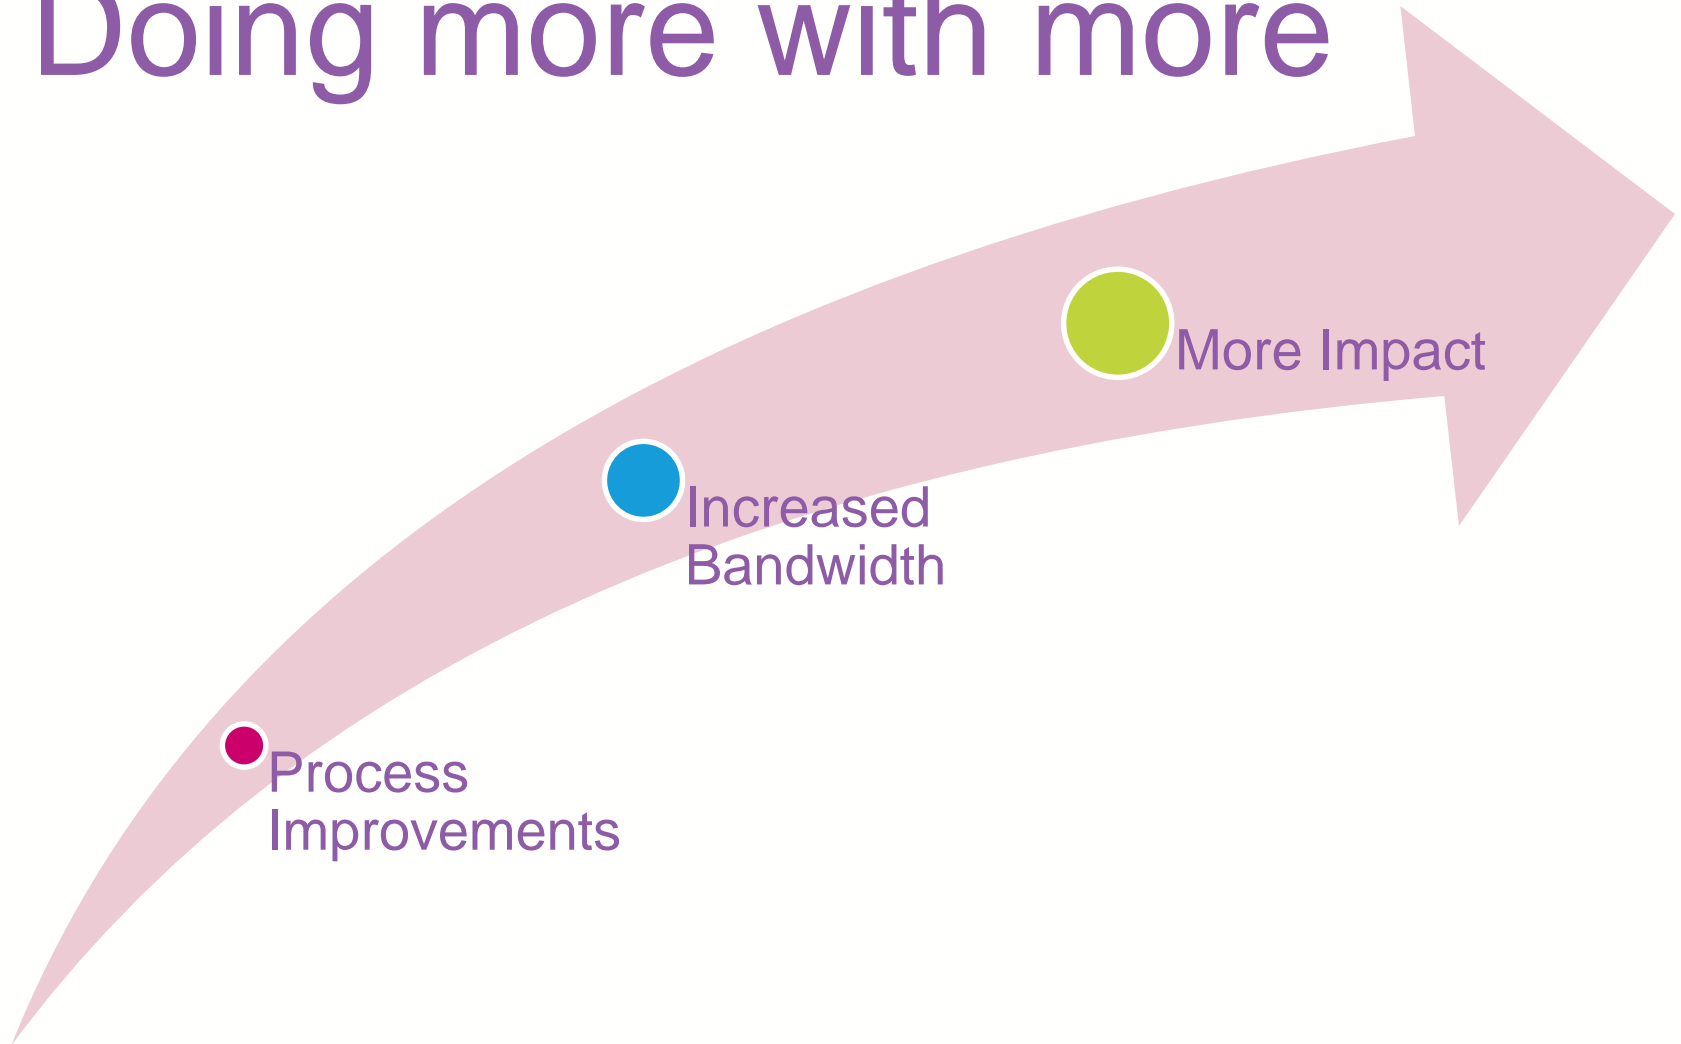 Doing more with more
More Impact
Increased
Bandwidth
Process
Improvements